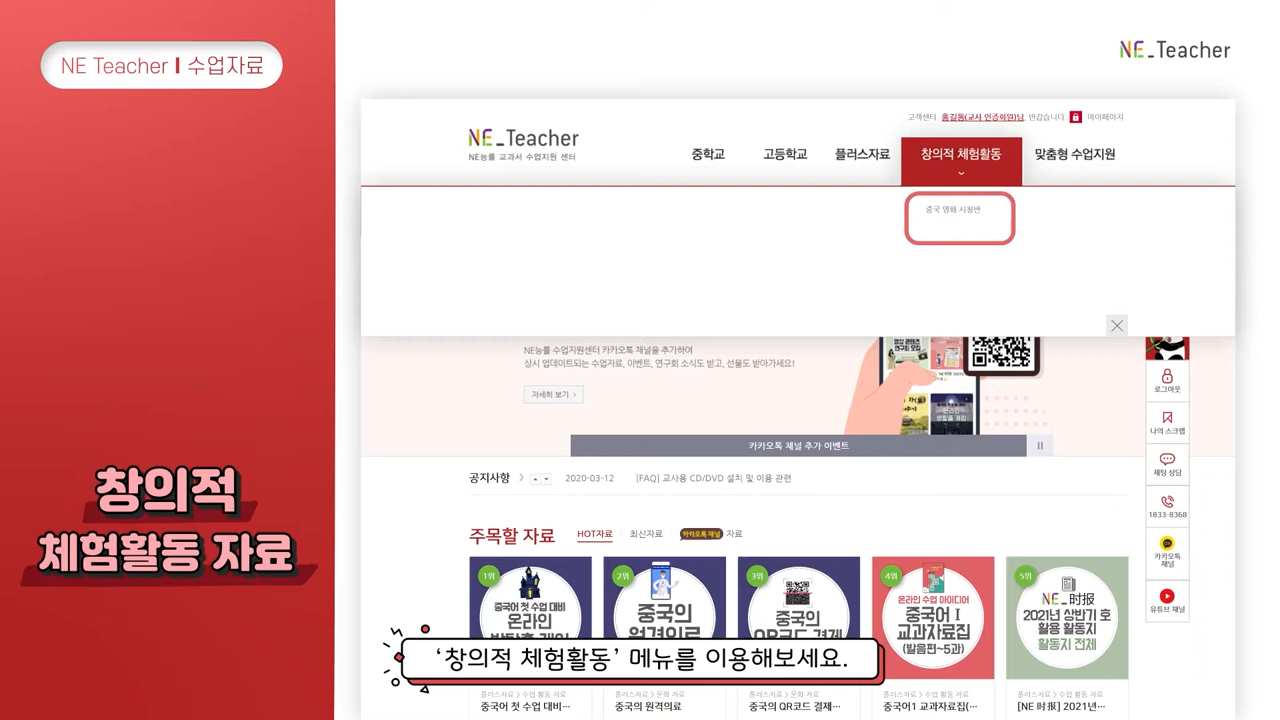 NE Teacher I 수업자료
NE_Teacher
고객센터 홍길동(교사 인증회원)님 반갑습니다. 마이페이지
NE_Teacher
NE능률 교과서 수업지원 센터
중학교 고등학교 플러스자료 창의적 체험활동 맞춤형 수업지원
중국 영화 시청반
NE능률 수업지원센터 카카오톡 채널을 추가하여
상시 업데이트되는 수업자료, 이벤트, 연구회 소식도 받고, 선물도 받아가세요!
자세히 보기 >
카카오톡 채널 추가 이벤트
로그아웃
나의 스크랩
채팅 상담
1833-8368
카카오톡
채널
유튜브 채널
공지사항 2020-03-12 [FAQ] 교사용 CD/DVD 설치 및 이용 관련
창의적
체험활동 자료
주목할 자료 HOT자료 최신자료 카카오톡 채널 자료
1위
중국어 첫 수업 대비
온라인
방탈출 게임
2위
중국의
원격의료
3위
중국의
QR코드 결제
4위
온라인 수업 아이디어
중국어 I
교과자료집
(발음편~5과)
5위
NE_时报
2021년 상반기 호
활용 활동지
활동지 전체
‘창의적 체험활동’ 메뉴를 이용해보세요.
플러스자료 > 수업 활동 자료
중국어 첫 수업 대비…
플러스자료 > 문화 자료
중국의 원격의료
플러스자료 > 문화 자료
중국의 QR코드 결제…
플러스자료 > 수업 활동 자료
중국어1 교과자료집(…
플러스자료 > 수업 활동 자료
[NE 时报] 2021년…